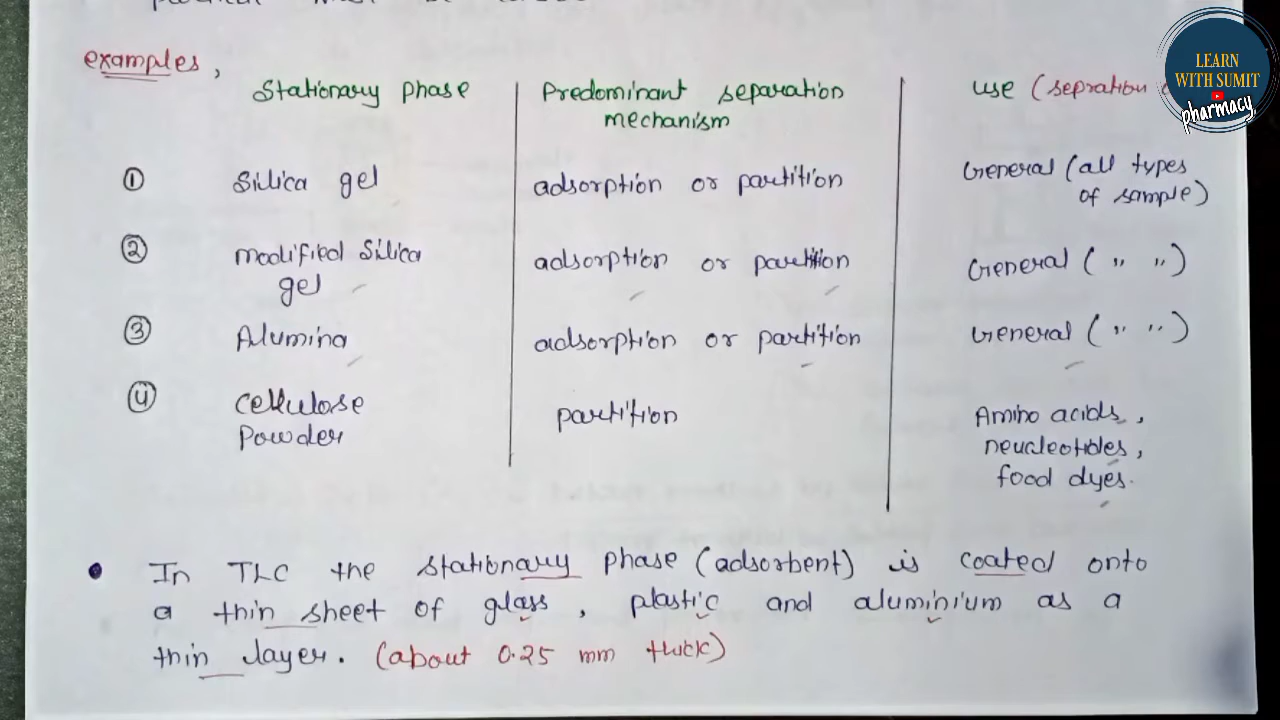 examples,
Stationary phase
Predominant separation
mechanism
use (sepration
LEARN
WITH SUMIT
pharmacy
① Silica gel
adsorption or partition
General (all types
of sample)
② modified silica
gel
adsorption or partition
General ( " " )
③ Alumina
adsorption or partition
General ( " " )
④ Cellulose
Powder
partition
Amino acids,
neucleotides,
food dyes.
• In TLC the stationary phase (adsorbent) is coated onto
a thin sheet of glass, plastic and aluminium as a
thin layer. (about 0.25 mm thick)